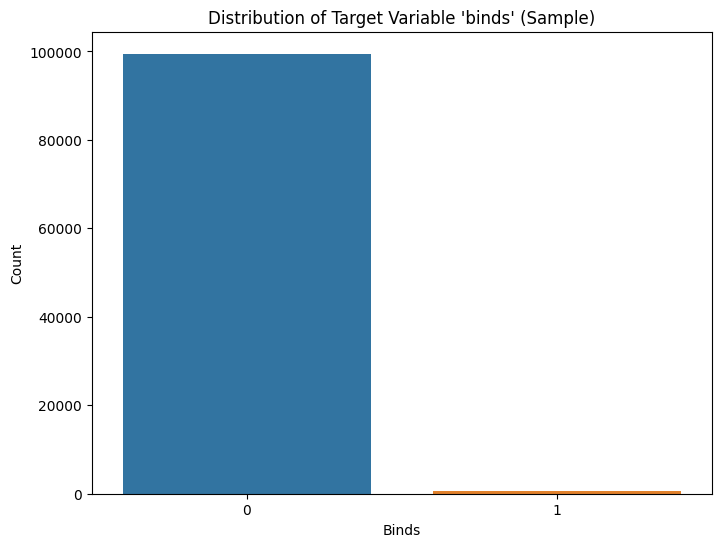 Distribution of Target Variable 'binds' (Sample)
100000
80000
60000
40000
20000
0
Count
0 1
Binds